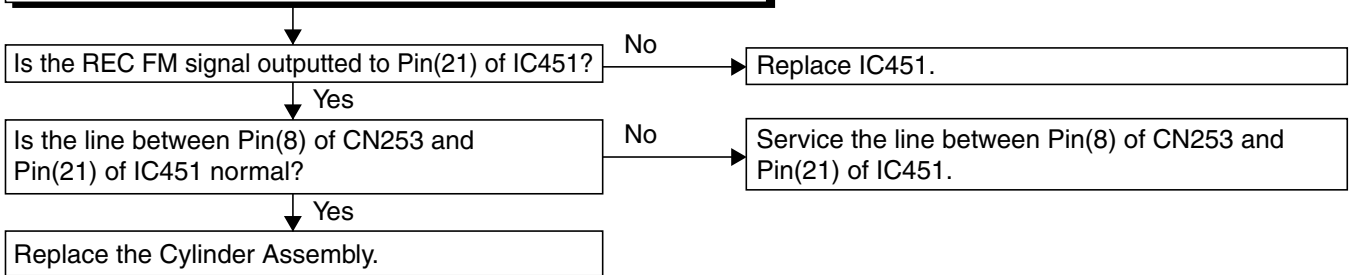 Is the REC FM signal outputted to Pin(21) of IC451?
No
Replace IC451.
Yes
Is the line between Pin(8) of CN253 and
Pin(21) of IC451 normal?
No
Service the line between Pin(8) of CN253 and
Pin(21) of IC451.
Yes
Replace the Cylinder Assembly.